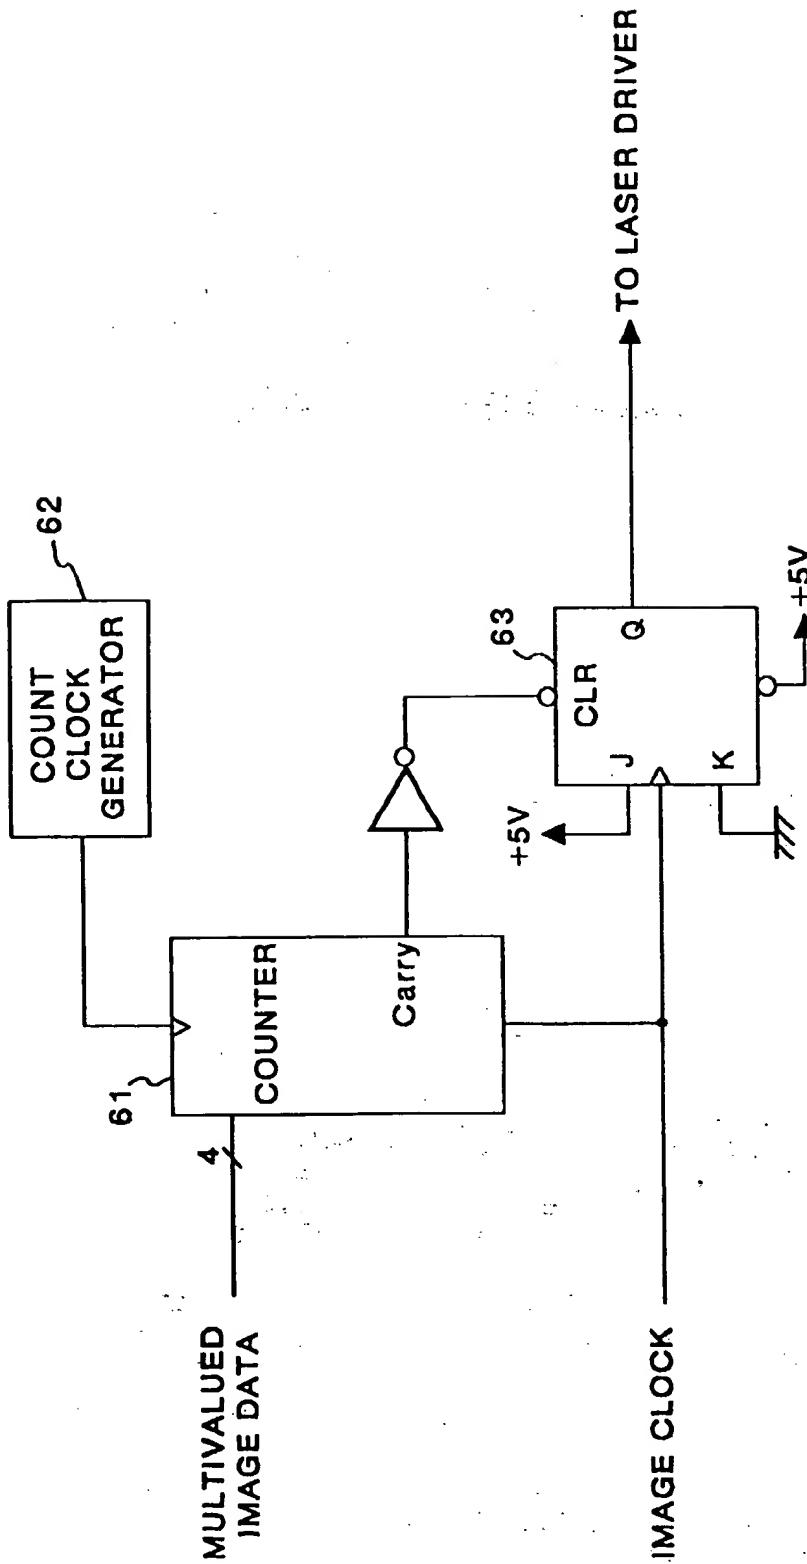 COUNT
CLOCK
GENERATOR
62
61
COUNTER
Carry
4
MULTIVALUED
IMAGE DATA
63
CLR
J
K
Q
+5V
+5V
TO LASER DRIVER
IMAGE CLOCK